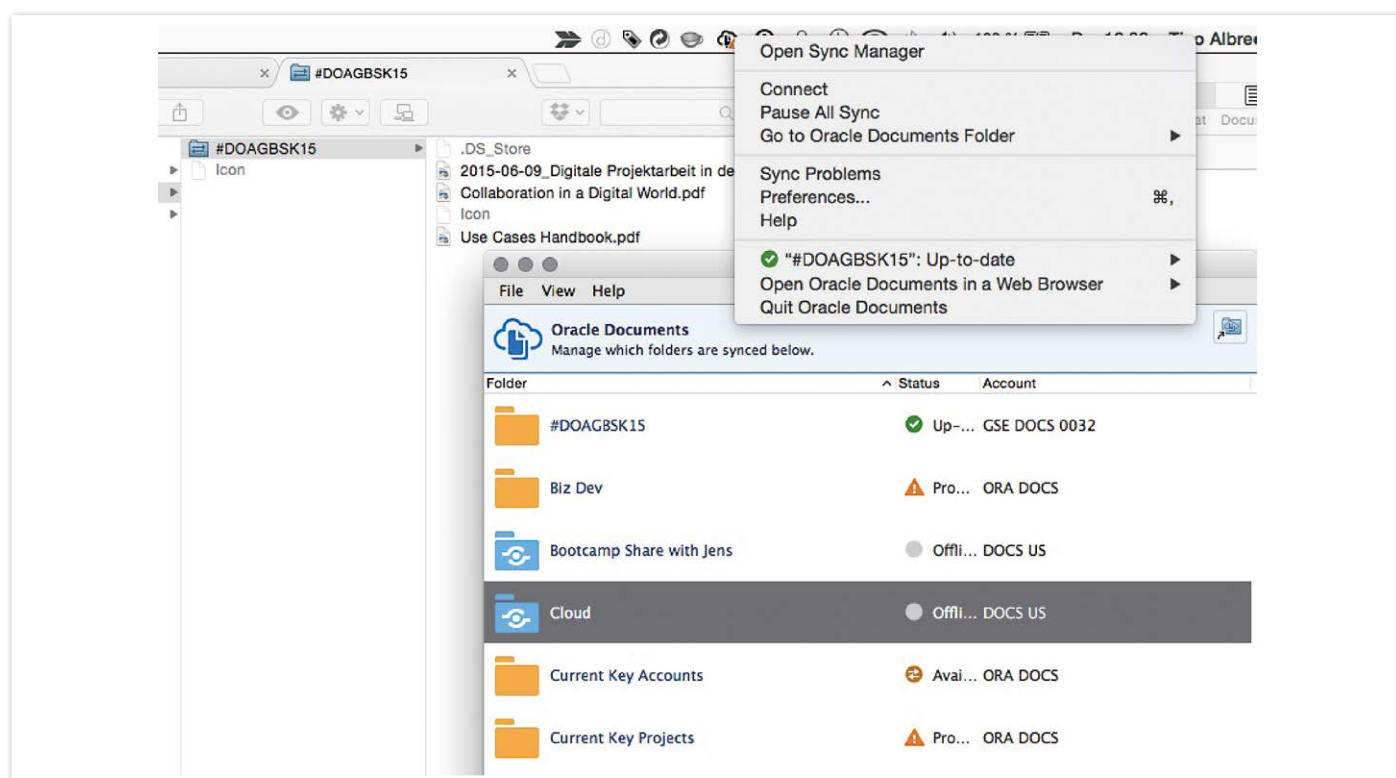 Open Sync Manager
Connect
Pause All Sync
Go to Oracle Documents Folder
Sync Problems
Preferences... ⌘,
Help
"#DOAGBSK15": Up-to-date
Open Oracle Documents in a Web Browser
Quit Oracle Documents
#DOAGBSK15
#DOAGBSK15
Icon
.DS_Store
2015-06-09_Digitale Projektarbeit in de
Collaboration in a Digital World.pdf
Icon
Use Cases Handbook.pdf
File View Help
Oracle Documents
Manage which folders are synced below.
Folder Status Account
#DOAGBSK15 Up-... GSE DOCS 0032
Biz Dev Pro... ORA DOCS
Bootcamp Share with Jens Offli... DOCS US
Cloud Offli... DOCS US
Current Key Accounts Avai... ORA DOCS
Current Key Projects Pro... ORA DOCS